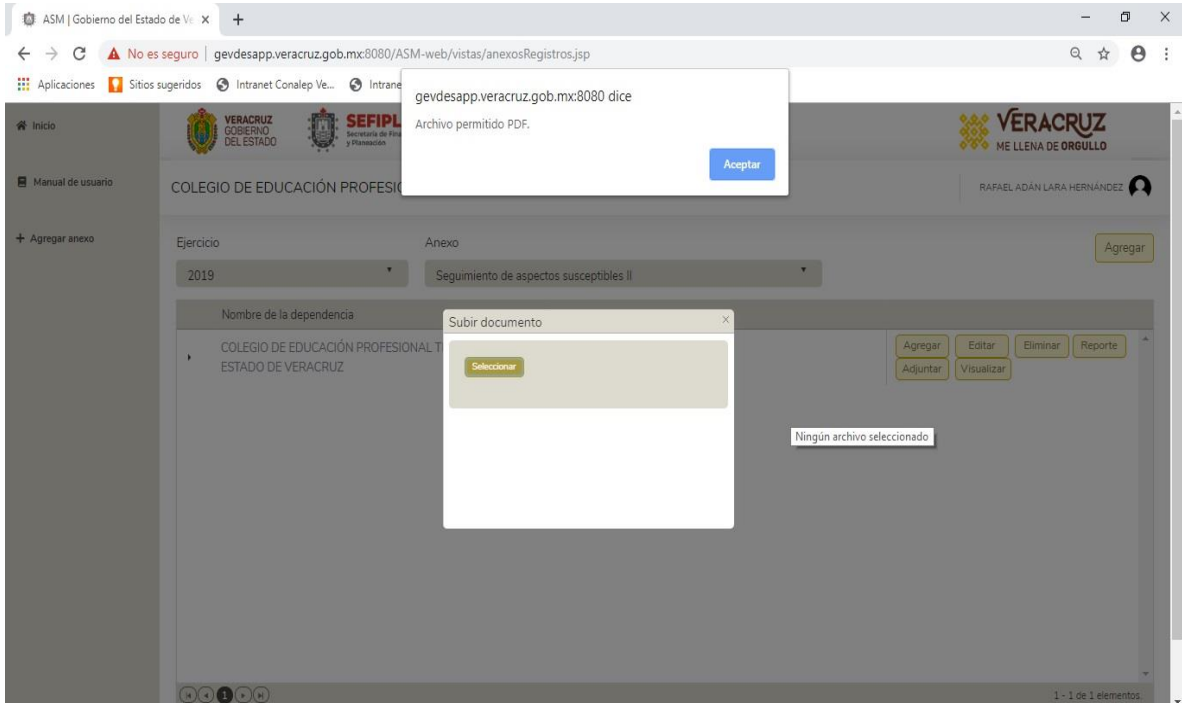 ASM | Gobierno del Estado de Ve
No es seguro | gevdesapp.veracruz.gob.mx:8080/ASM-web/vistas/anexosRegistros.jsp
Aplicaciones Sitios sugeridos Intranet Conalep Ve... Intrane
gevdesapp.veracruz.gob.mx:8080 dice
Archivo permitido PDF.
Aceptar
Inicio
VERACRUZ
GOBIERNO
DEL ESTADO
SEFIPL
Secretaría de Fina
y Planeación
VERACRUZ
ME LLENA DE ORGULLO
Manual de usuario
COLEGIO DE EDUCACIÓN PROFESIO
RAFAEL ADÁN LARA HERNÁNDEZ
+ Agregar anexo
Ejercicio Anexo
Agregar
2019 Seguimiento de aspectos susceptibles II
Nombre de la dependencia
Subir documento
COLEGIO DE EDUCACIÓN PROFESIONAL T
ESTADO DE VERACRUZ
Seleccionar
Agregar Editar Eliminar Reporte
Adjuntar Visualizar
Ningún archivo seleccionado
1
1 - 1 de 1 elementos.